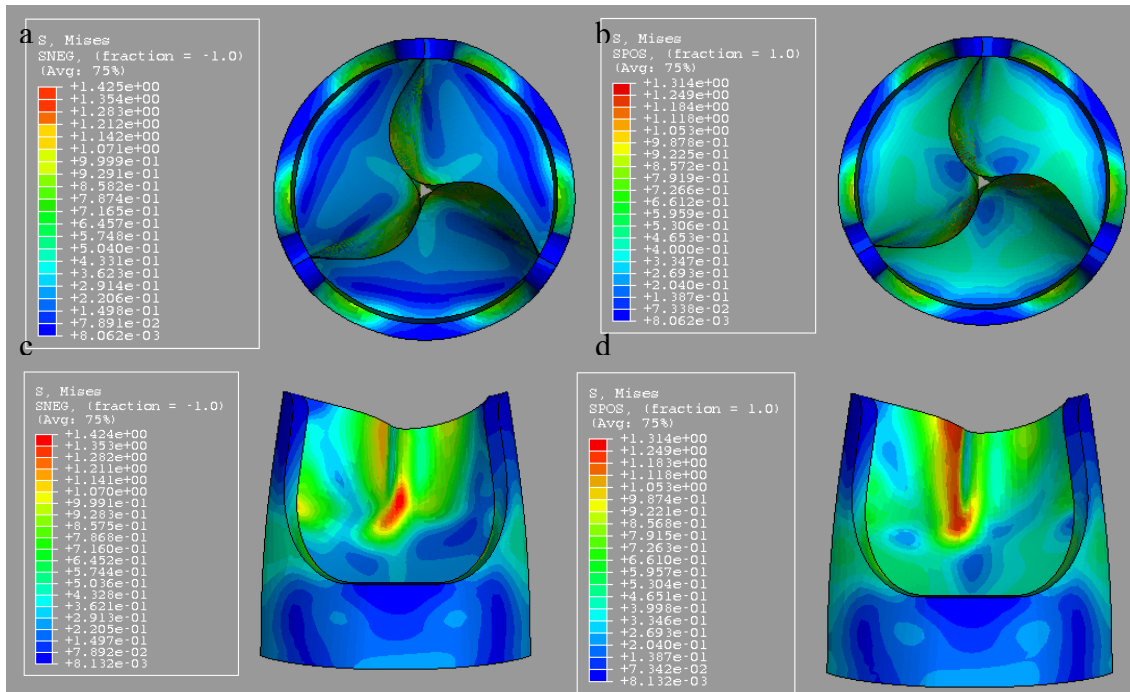 a
S, Mises
SNEG, (fraction = -1.0)
(Avg: 75%)
+1.425e+00
+1.354e+00
+1.283e+00
+1.212e+00
+1.142e+00
+1.071e+00
+9.999e-01
+9.291e-01
+8.582e-01
+7.874e-01
+7.165e-01
+6.457e-01
+5.748e-01
+5.040e-01
+4.331e-01
+3.623e-01
+2.914e-01
+2.206e-01
+1.498e-01
+7.891e-02
+8.062e-03
b
S, Mises
SPOS, (fraction = 1.0)
(Avg: 75%)
+1.314e+00
+1.249e+00
+1.184e+00
+1.118e+00
+1.053e+00
+9.878e-01
+9.225e-01
+8.572e-01
+7.919e-01
+7.266e-01
+6.612e-01
+5.959e-01
+5.306e-01
+4.653e-01
+4.000e-01
+3.347e-01
+2.693e-01
+2.040e-01
+1.387e-01
+7.338e-02
+8.062e-03
c
S, Mises
SNEG, (fraction = -1.0)
(Avg: 75%)
+1.424e+00
+1.353e+00
+1.282e+00
+1.211e+00
+1.141e+00
+1.070e+00
+9.991e-01
+9.283e-01
+8.575e-01
+7.868e-01
+7.160e-01
+6.452e-01
+5.744e-01
+5.036e-01
+4.328e-01
+3.621e-01
+2.913e-01
+2.205e-01
+1.497e-01
+7.892e-02
+8.132e-03
d
S, Mises
SPOS, (fraction = 1.0)
(Avg: 75%)
+1.314e+00
+1.249e+00
+1.183e+00
+1.118e+00
+1.053e+00
+9.874e-01
+9.221e-01
+8.568e-01
+7.915e-01
+7.263e-01
+6.610e-01
+5.957e-01
+5.304e-01
+4.651e-01
+3.998e-01
+3.346e-01
+2.693e-01
+2.040e-01
+1.387e-01
+7.342e-02
+8.132e-03